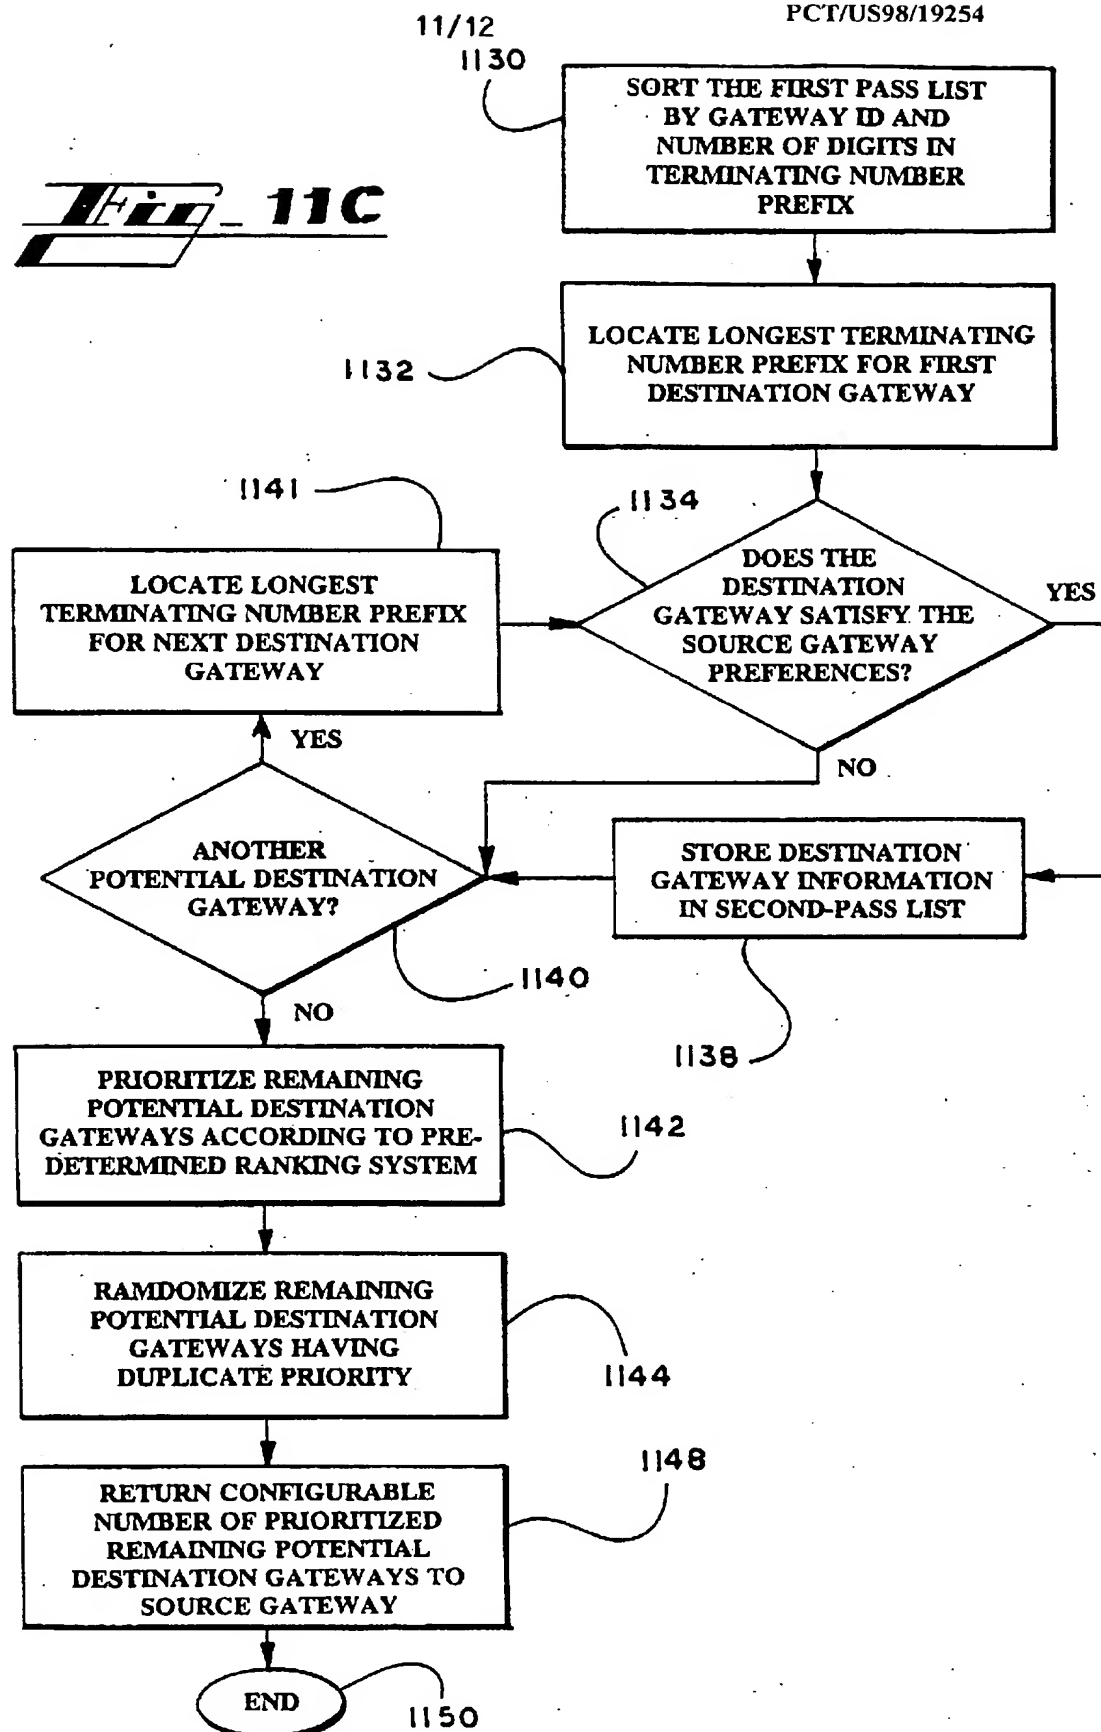 PCT/US98/19254
11/12
Fig. 11C
1130
SORT THE FIRST PASS LIST
BY GATEWAY ID AND
NUMBER OF DIGITS IN
TERMINATING NUMBER
PREFIX
1132
LOCATE LONGEST TERMINATING
NUMBER PREFIX FOR FIRST
DESTINATION GATEWAY
1141
LOCATE LONGEST
TERMINATING NUMBER PREFIX
FOR NEXT DESTINATION
GATEWAY
1134
DOES THE
DESTINATION
GATEWAY SATISFY THE
SOURCE GATEWAY
PREFERENCES?
YES
YES
NO
ANOTHER
POTENTIAL DESTINATION
GATEWAY?
1140
STORE DESTINATION
GATEWAY INFORMATION
IN SECOND-PASS LIST
1138
NO
PRIORITIZE REMAINING
POTENTIAL DESTINATION
GATEWAYS ACCORDING TO PRE-
DETERMINED RANKING SYSTEM
1142
RAMDOMIZE REMAINING
POTENTIAL DESTINATION
GATEWAYS HAVING
DUPLICATE PRIORITY
1144
RETURN CONFIGURABLE
NUMBER OF PRIORITIZED
REMAINING POTENTIAL
DESTINATION GATEWAYS TO
SOURCE GATEWAY
1148
END
1150